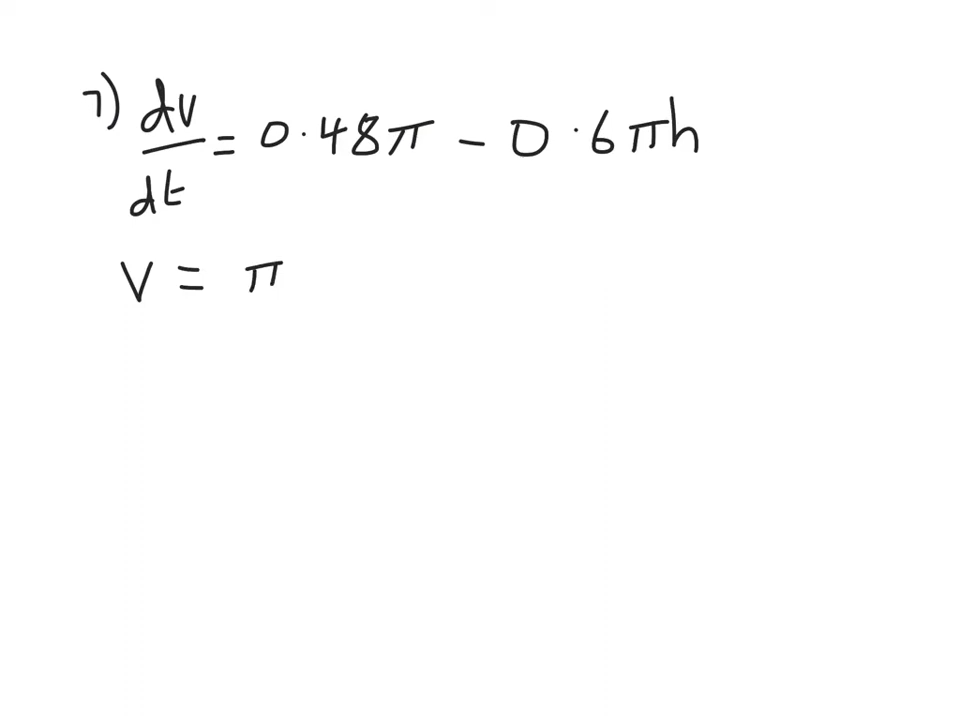 7) dv/dt = 0.48π - 0.6πh
V = π